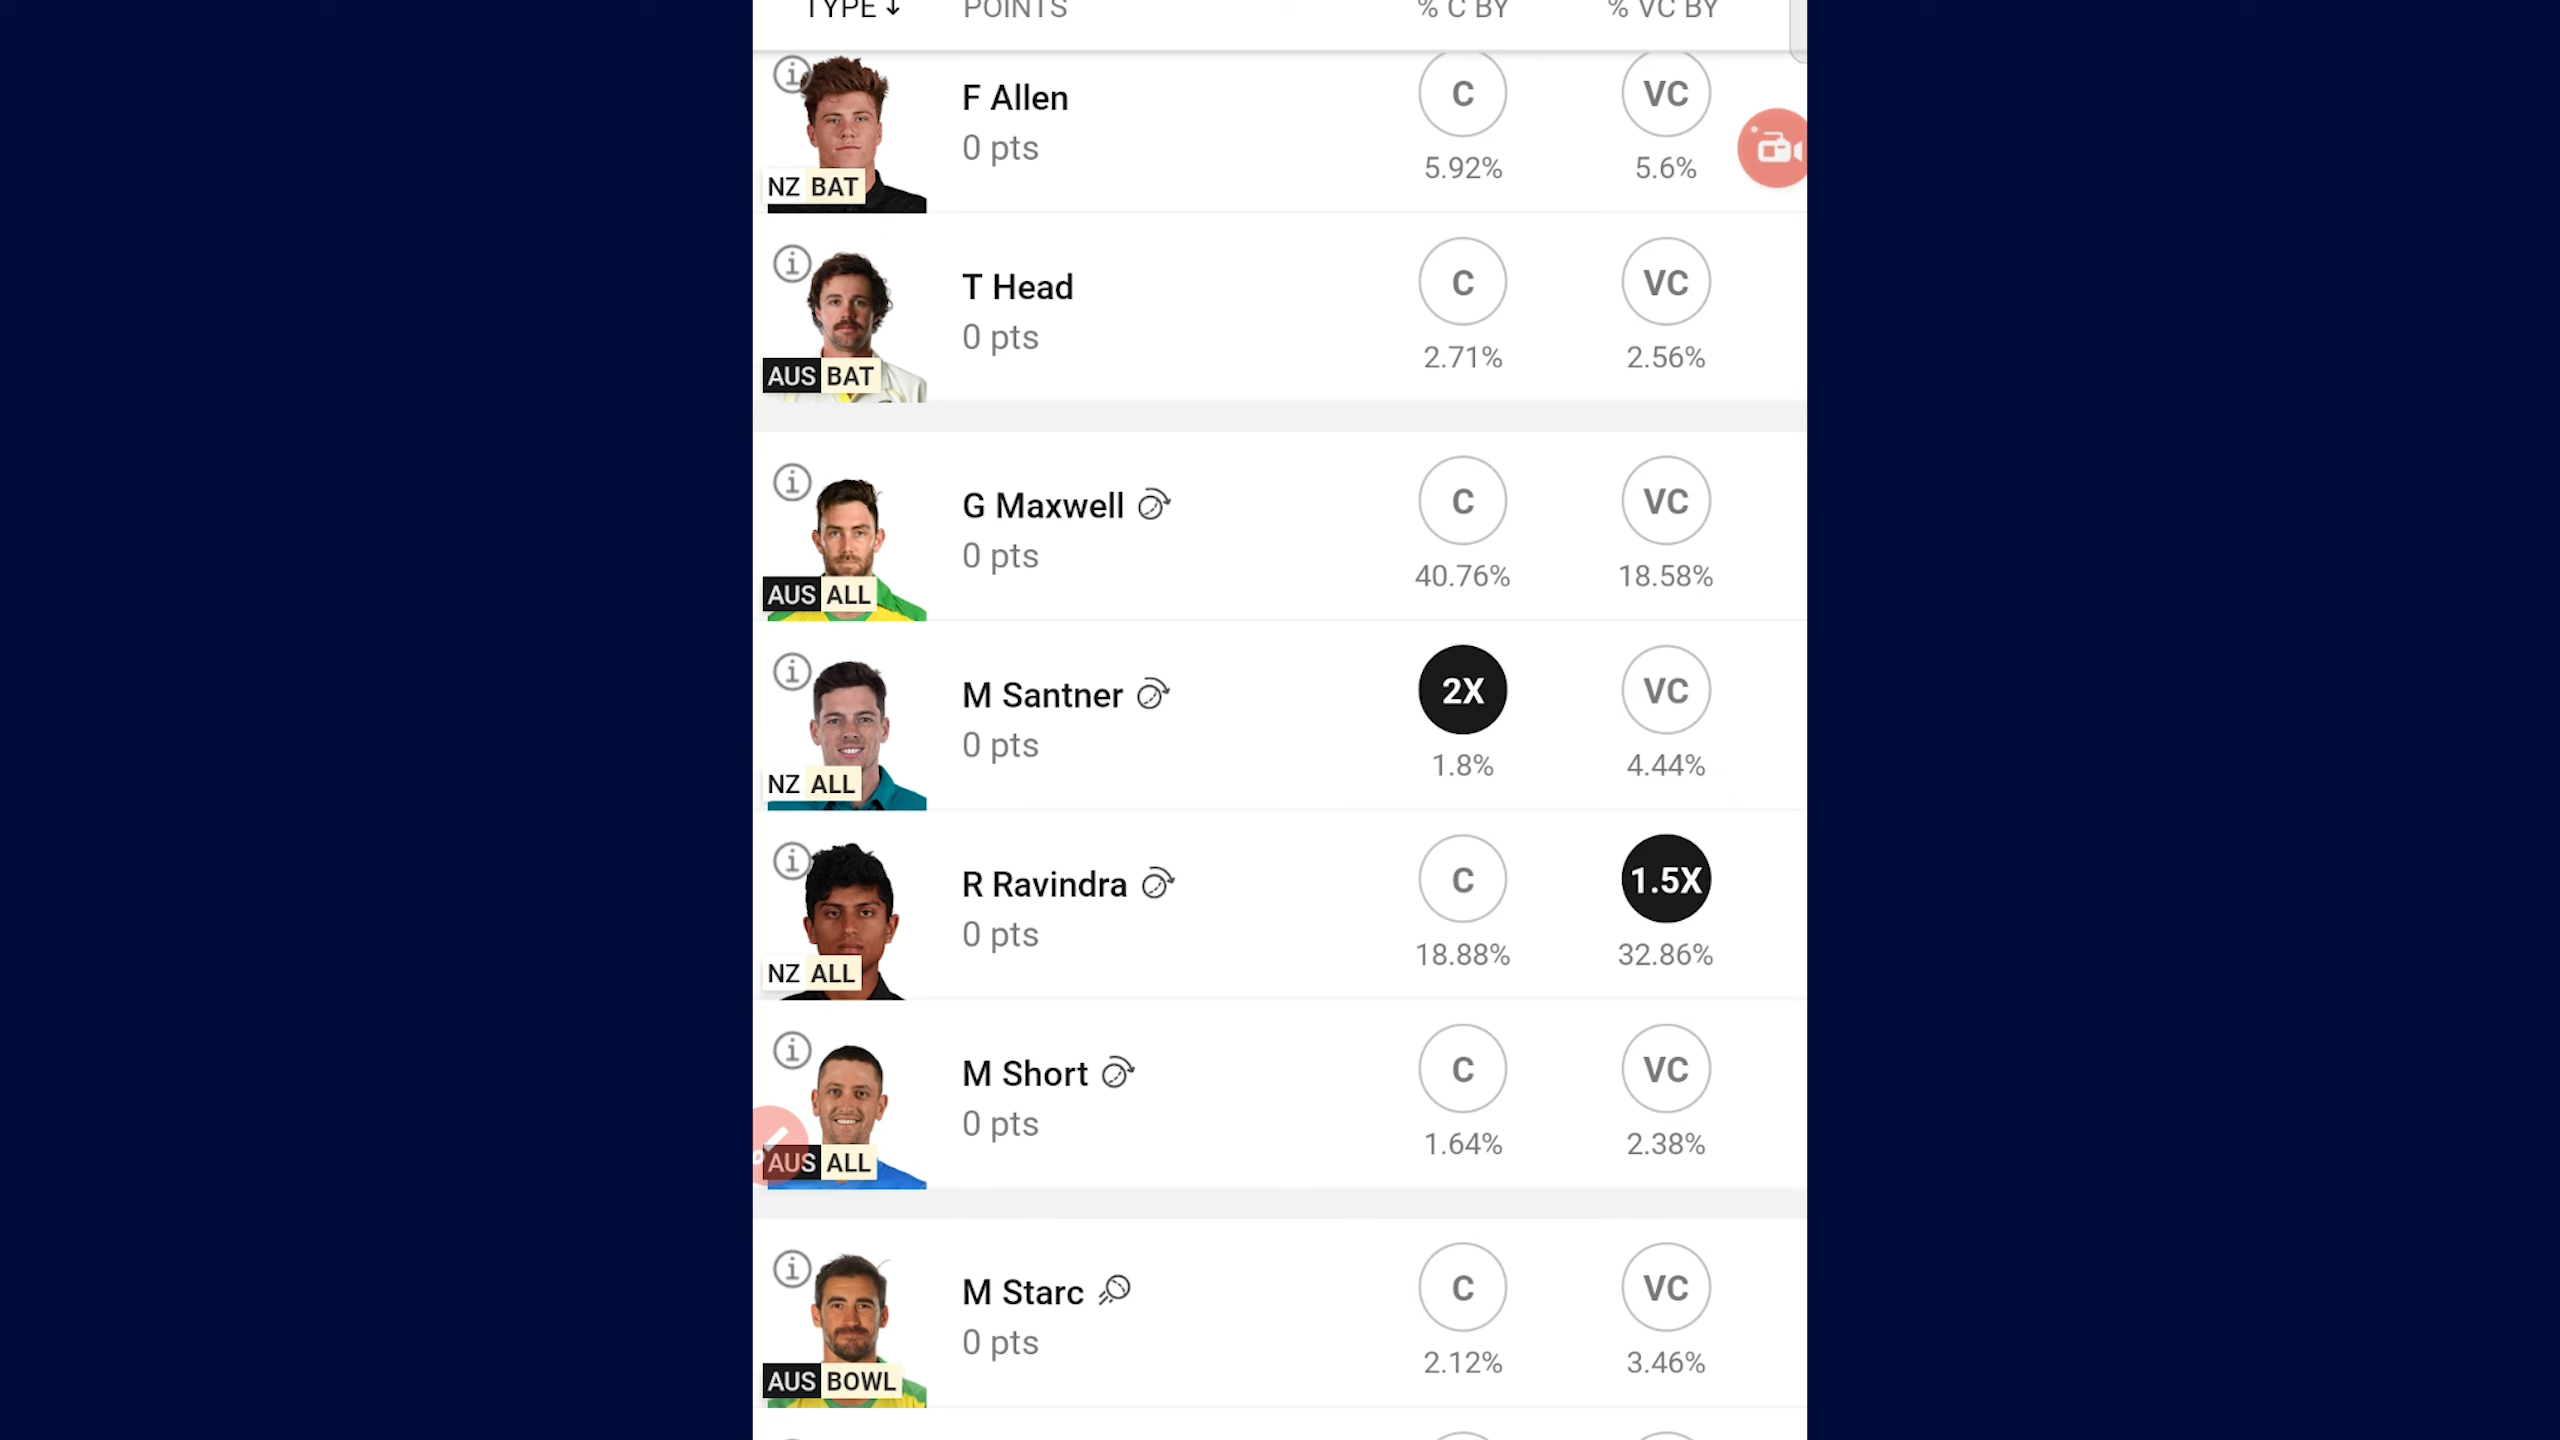 TYPE ↓ POINTS % C BY % VC BY
F Allen C VC
0 pts 5.92% 5.6%
NZ BAT
T Head C VC
0 pts 2.71% 2.56%
AUS BAT
G Maxwell C VC
0 pts 40.76% 18.58%
AUS ALL
M Santner 2X VC
0 pts 1.8% 4.44%
NZ ALL
R Ravindra C 1.5X
0 pts 18.88% 32.86%
NZ ALL
M Short C VC
0 pts 1.64% 2.38%
AUS ALL
M Starc C VC
0 pts 2.12% 3.46%
AUS BOWL